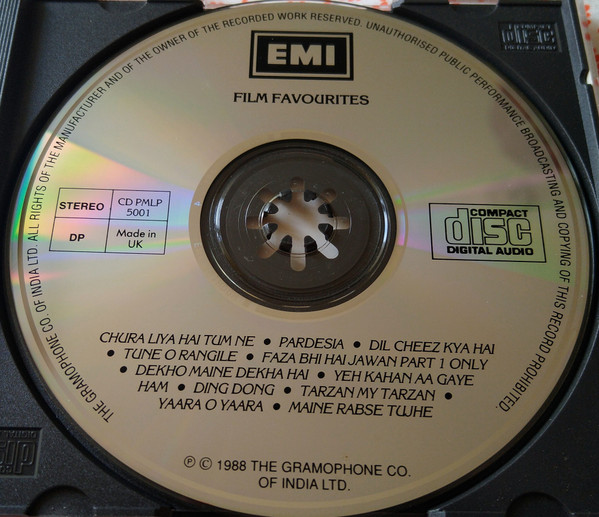 EMI
FILM FAVOURITES
THE GRAMOPHONE CO. OF INDIA LTD. ALL RIGHTS OF THE MANUFACTURER AND OF THE OWNER OF THE RECORDED WORK RESERVED. UNAUTHORISED PUBLIC PERFORMANCE BROADCASTING AND COPYING OF THIS RECORD PROHIBITED.
STEREO
CD PMLP
5001
DP
Made in
UK
COMPACT
disc
DIGITAL AUDIO
CHURA LIYA HAI TUM NE • PARDESIA • DIL CHEEZ KYA HAI
• TUNE O RANGILE • FAZA BHI HAI JAWAN PART 1 ONLY
• DEKHO MAINE DEKHA HAI • YEH KAHAN AA GAYE
HAM • DING DONG • TARZAN MY TARZAN •
YAARA O YAARA • MAINE RABSE TUJHE
Ⓟ © 1988 THE GRAMOPHONE CO.
OF INDIA LTD.
COMPACT
disc
DIGITAL AUDIO